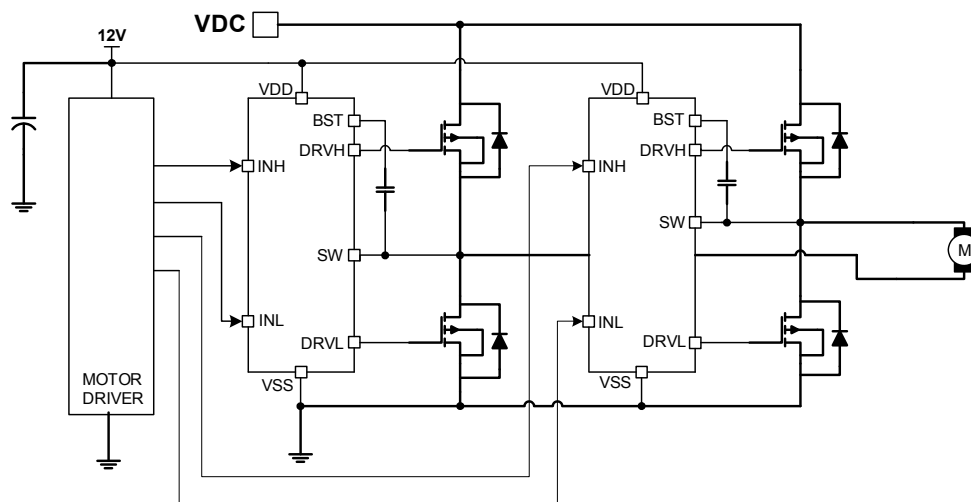 VDC
12V
VDD
VDD
BST
BST
DRVH
DRVH
INH
INH
SW
SW
M
INL
INL
DRVL
DRVL
VSS
VSS
MOTOR
DRIVER